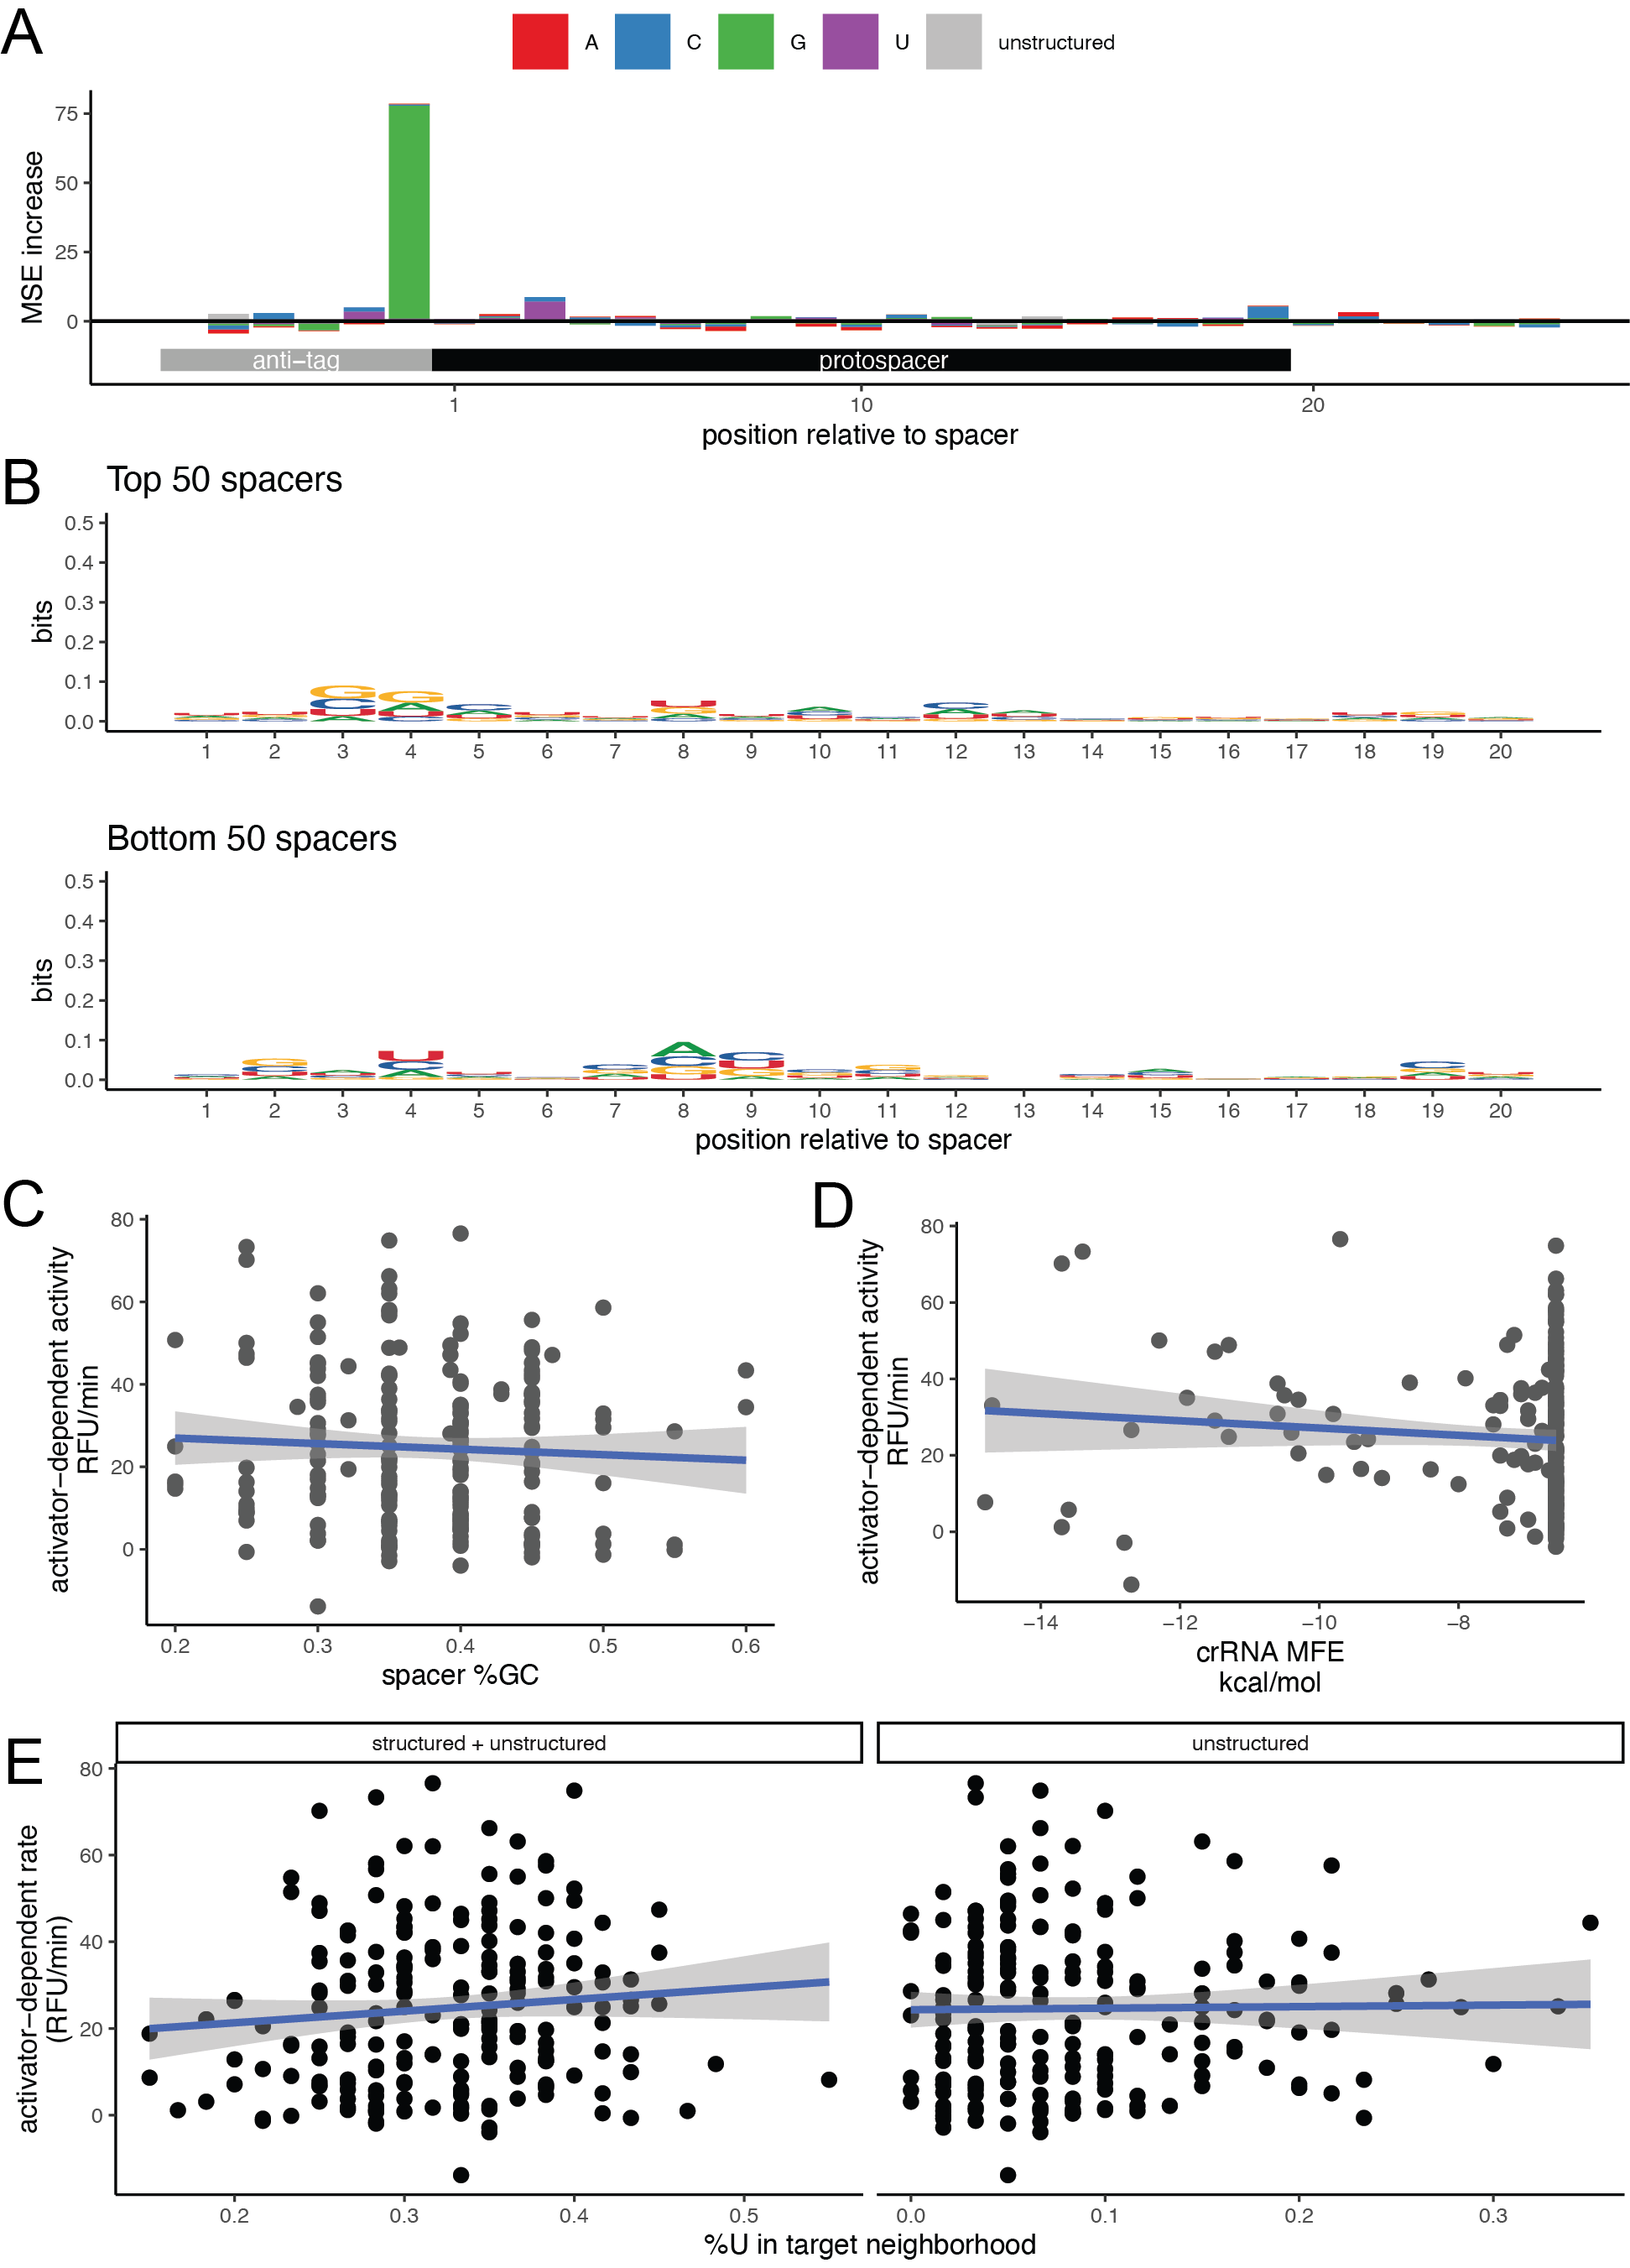 A
A C G U unstructured
75
50
25
0
MSE increase
anti−tag protospacer
1 10 20
position relative to spacer
B
Top 50 spacers
0.5
0.4
0.3
0.2
0.1
0.0
bits
1 2 3 4 5 6 7 8 9 10 11 12 13 14 15 16 17 18 19 20
Bottom 50 spacers
0.5
0.4
0.3
0.2
0.1
0.0
bits
1 2 3 4 5 6 7 8 9 10 11 12 13 14 15 16 17 18 19 20
position relative to spacer
C
80
60
40
20
0
activator−dependent activity
RFU/min
0.2 0.3 0.4 0.5 0.6
spacer %GC
D
80
60
40
20
0
activator−dependent activity
RFU/min
−14 −12 −10 −8
crRNA MFE
kcal/mol
E
structured + unstructured
unstructured
80
60
40
20
0
activator−dependent rate
(RFU/min)
0.2 0.3 0.4 0.5
0.0 0.1 0.2 0.3
%U in target neighborhood